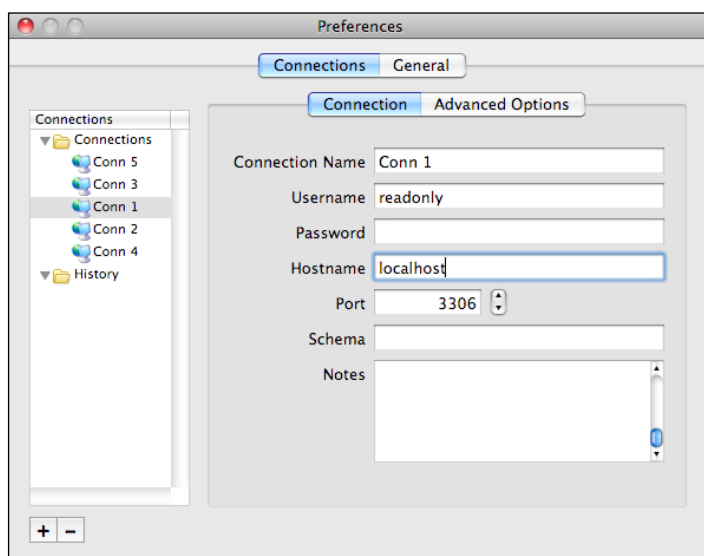 Preferences
Connections General
Connections
Connections
Conn 5
Conn 3
Conn 1
Conn 2
Conn 4
History
Connection Advanced Options
Connection Name Conn 1
Username readonly
Password
Hostname localhost
Port 3306
Schema
Notes
+ -